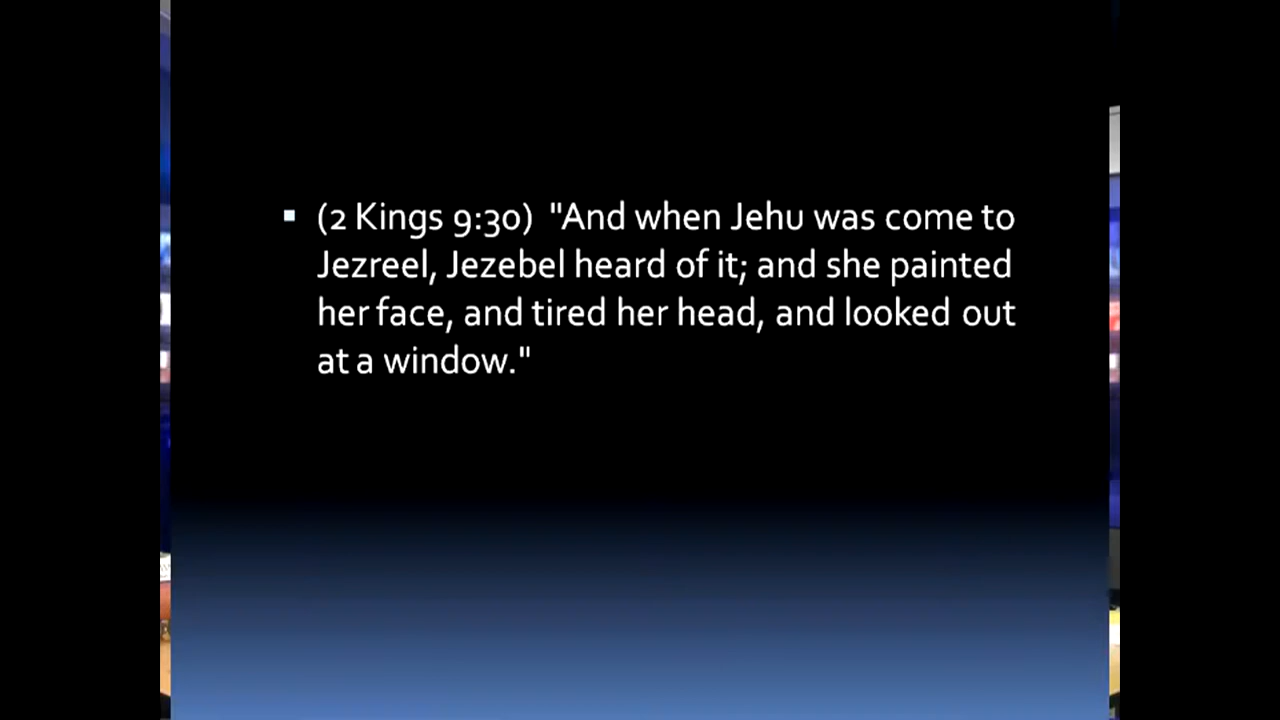 ▪ (2 Kings 9:30) "And when Jehu was come to
Jezreel, Jezebel heard of it; and she painted
her face, and tired her head, and looked out
at a window."